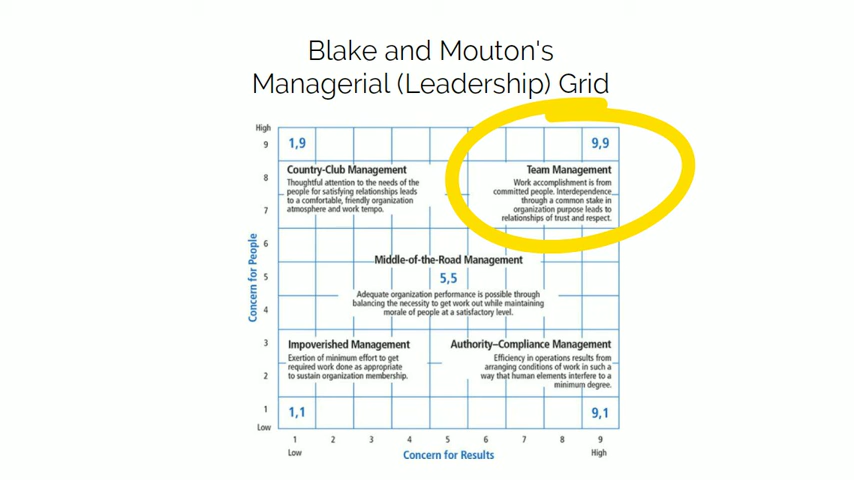 Blake and Mouton's
Managerial (Leadership) Grid
High
9
1,9
9,9
Country-Club Management
Thoughtful attention to the needs of the
people for satisfying relationships leads
to a comfortable, friendly organization
atmosphere and work tempo.
Team Management
Work accomplishment is from
committed people. Interdependence
through a common stake in
organization purpose leads to
relationships of trust and respect.
8
7
6
Middle-of-the-Road Management
5
5,5
Adequate organization performance is possible through
balancing the necessity to get work out while maintaining
morale of people at a satisfactory level.
4
Concern for People
3
Impoverished Management
Exertion of minimum effort to get
required work done as appropriate
to sustain organization membership.
Authority–Compliance Management
Efficiency in operations results from
arranging conditions of work in such a
way that human elements interfere to a
minimum degree.
2
1
1,1
9,1
Low
1 2 3 4 5 6 7 8 9
Low High
Concern for Results